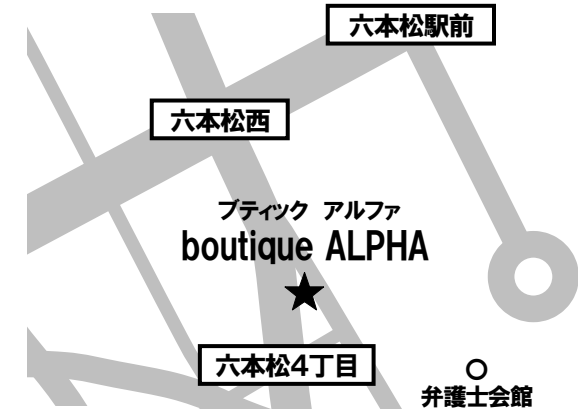 六本松駅前
六本松西
ブティック アルファ
boutique ALPHA
六本松4丁目
弁護士会館